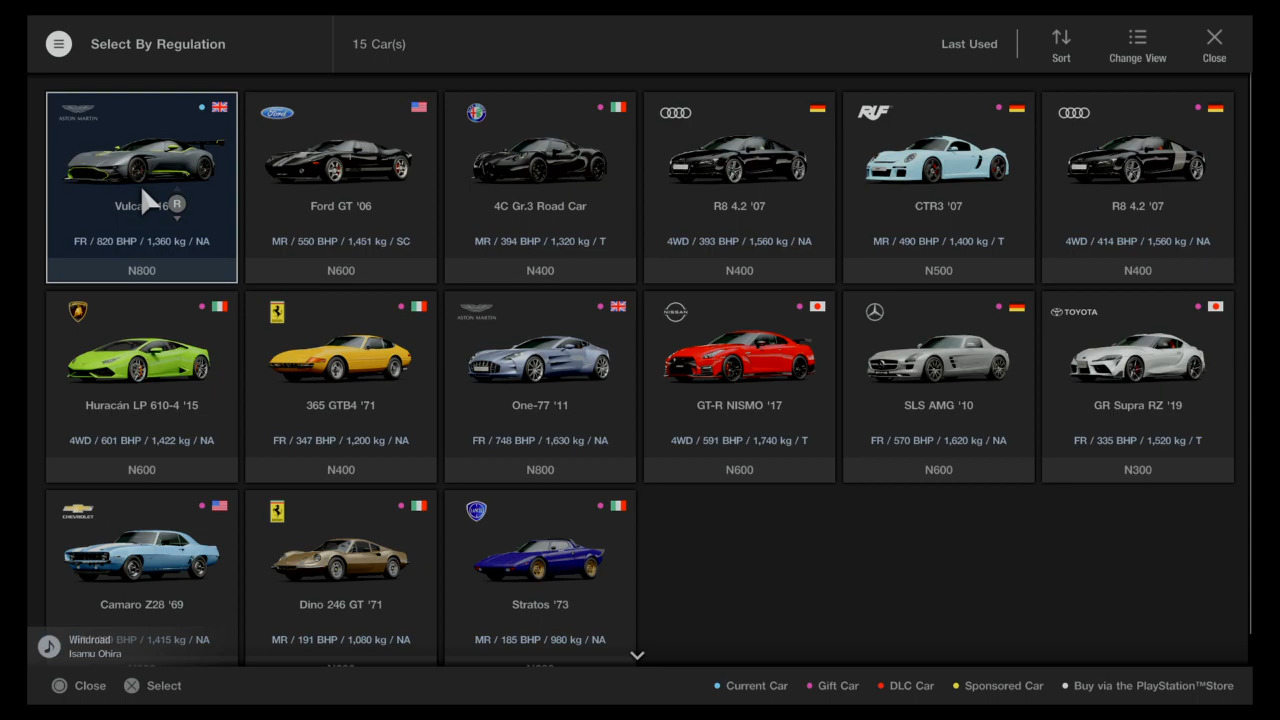 Select By Regulation
15 Car(s)
Last Used
Sort
Change View
Close
ASTON MARTIN
Vulca
R
16
FR / 820 BHP / 1,360 kg / NA
N800
Ford
Ford GT '06
MR / 550 BHP / 1,451 kg / SC
N600
4C Gr.3 Road Car
MR / 394 BHP / 1,320 kg / T
N400
R8 4.2 '07
4WD / 393 BHP / 1,560 kg / NA
N400
RUF
CTR3 '07
MR / 490 BHP / 1,400 kg / T
N500
R8 4.2 '07
4WD / 414 BHP / 1,560 kg / NA
N400
Huracán LP 610-4 '15
4WD / 601 BHP / 1,422 kg / NA
N600
365 GTB4 '71
FR / 347 BHP / 1,200 kg / NA
N400
ASTON MARTIN
One-77 '11
FR / 748 BHP / 1,630 kg / NA
N800
NISSAN
GT-R NISMO '17
4WD / 591 BHP / 1,740 kg / T
N600
SLS AMG '10
FR / 570 BHP / 1,620 kg / NA
N600
TOYOTA
GR Supra RZ '19
FR / 335 BHP / 1,520 kg / T
N300
CHEVROLET
Camaro Z28 '69
BHP / 1,415 kg / NA
Dino 246 GT '71
MR / 191 BHP / 1,080 kg / NA
Stratos '73
MR / 185 BHP / 980 kg / NA
Windroad
Isamu Ohira
Close
Select
Current Car
Gift Car
DLC Car
Sponsored Car
Buy via the PlayStation™Store